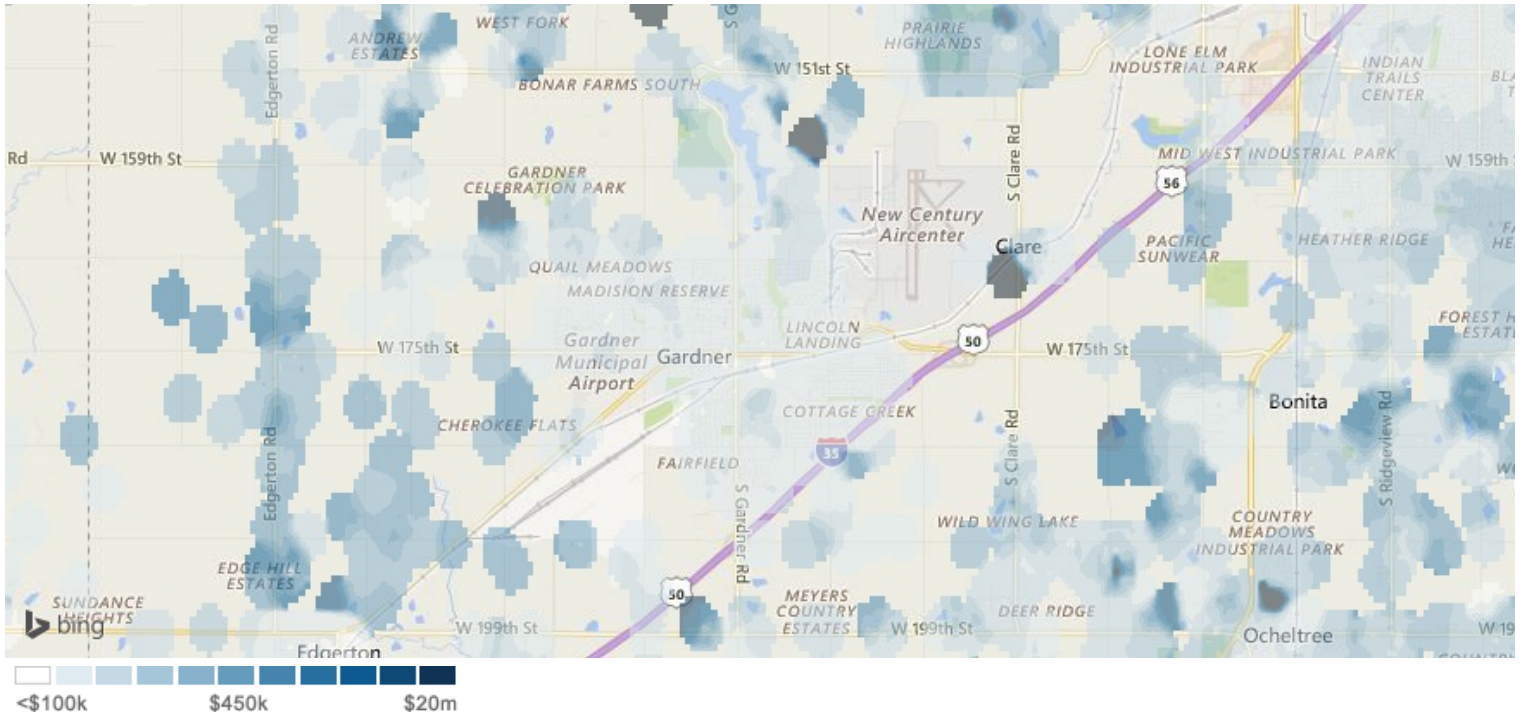 WEST FORK
ANDREW
ESTATES
Edgerton Rd
S G
PRAIRIE
HIGHLANDS
LONE ELM
INDUSTRIAL PARK
INDIAN
TRAILS
CENTER
W 151st St
BONAR FARMS SOUTH
BLA
T
Rd
W 159th St
S Clare Rd
MID WEST INDUSTRIAL PARK
W 159th S
GARDNER
CELEBRATION PARK
56
New Century
Aircenter
Clare
PACIFIC
SUNWEAR
HEATHER RIDGE
FA
HE
QUAIL MEADOWS
MADISION RESERVE
LINCOLN
LANDING
FOREST H
ESTAT
W 175th St
Gardner
Municipal
Airport
Gardner
50
W 175th St
CHEROKEE FLATS
COTTAGE CREEK
Bonita
Edgerton Rd
FAIRFIELD
35
S Clare Rd
S Ridgeview Rd
WO
S Gardner Rd
WILD WING LAKE
COUNTRY
MEADOWS
INDUSTRIAL PARK
EDGE HILL
ESTATES
50
SUNDANCE
HEIGHTS
bing
MEYERS
COUNTRY
ESTATES
DEER RIDGE
W 199th St
W 199th St
Ocheltree
W 19
Edgerton
<$100k
$450k
$20m